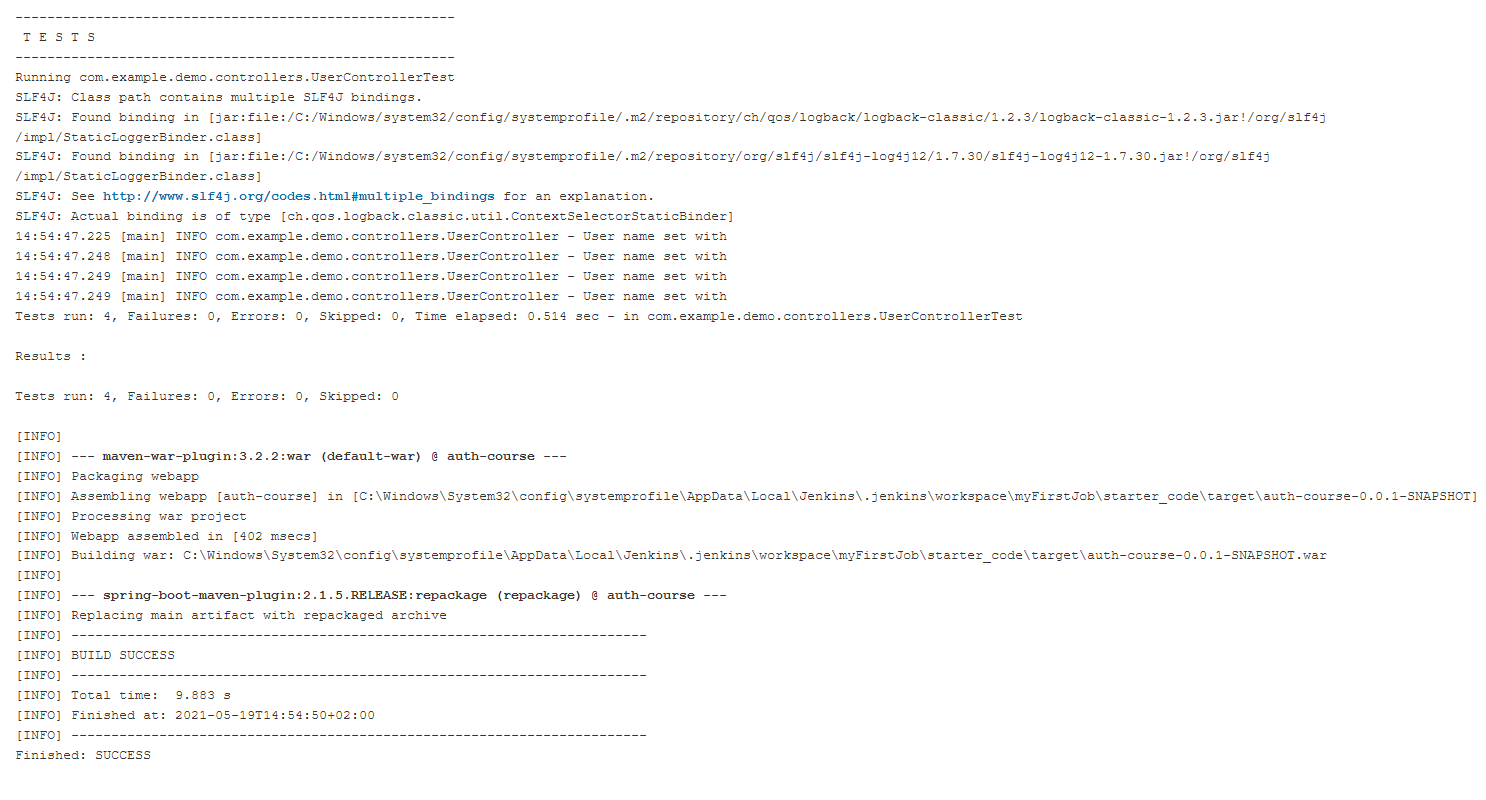 -------------------------------------------------------
 T E S T S
-------------------------------------------------------
Running com.example.demo.controllers.UserControllerTest
SLF4J: Class path contains multiple SLF4J bindings.
SLF4J: Found binding in [jar:file:/C:/Windows/system32/config/systemprofile/.m2/repository/ch/qos/logback/logback-classic/1.2.3/logback-classic-1.2.3.jar!/org/slf4j
/impl/StaticLoggerBinder.class]
SLF4J: Found binding in [jar:file:/C:/Windows/system32/config/systemprofile/.m2/repository/org/slf4j/slf4j-log4j12/1.7.30/slf4j-log4j12-1.7.30.jar!/org/slf4j
/impl/StaticLoggerBinder.class]
SLF4J: See http://www.slf4j.org/codes.html#multiple_bindings for an explanation.
SLF4J: Actual binding is of type [ch.qos.logback.classic.util.ContextSelectorStaticBinder]
14:54:47.225 [main] INFO com.example.demo.controllers.UserController - User name set with
14:54:47.248 [main] INFO com.example.demo.controllers.UserController - User name set with
14:54:47.249 [main] INFO com.example.demo.controllers.UserController - User name set with
14:54:47.249 [main] INFO com.example.demo.controllers.UserController - User name set with
Tests run: 4, Failures: 0, Errors: 0, Skipped: 0, Time elapsed: 0.514 sec - in com.example.demo.controllers.UserControllerTest

Results :

Tests run: 4, Failures: 0, Errors: 0, Skipped: 0

[INFO]
[INFO] --- maven-war-plugin:3.2.2:war (default-war) @ auth-course ---
[INFO] Packaging webapp
[INFO] Assembling webapp [auth-course] in [C:\Windows\System32\config\systemprofile\AppData\Local\Jenkins\.jenkins\workspace\myFirstJob\starter_code\target\auth-course-0.0.1-SNAPSHOT]
[INFO] Processing war project
[INFO] Webapp assembled in [402 msecs]
[INFO] Building war: C:\Windows\System32\config\systemprofile\AppData\Local\Jenkins\.jenkins\workspace\myFirstJob\starter_code\target\auth-course-0.0.1-SNAPSHOT.war
[INFO]
[INFO] --- spring-boot-maven-plugin:2.1.5.RELEASE:repackage (repackage) @ auth-course ---
[INFO] Replacing main artifact with repackaged archive
[INFO] ------------------------------------------------------------------------
[INFO] BUILD SUCCESS
[INFO] ------------------------------------------------------------------------
[INFO] Total time:  9.883 s
[INFO] Finished at: 2021-05-19T14:54:50+02:00
[INFO] ------------------------------------------------------------------------
Finished: SUCCESS